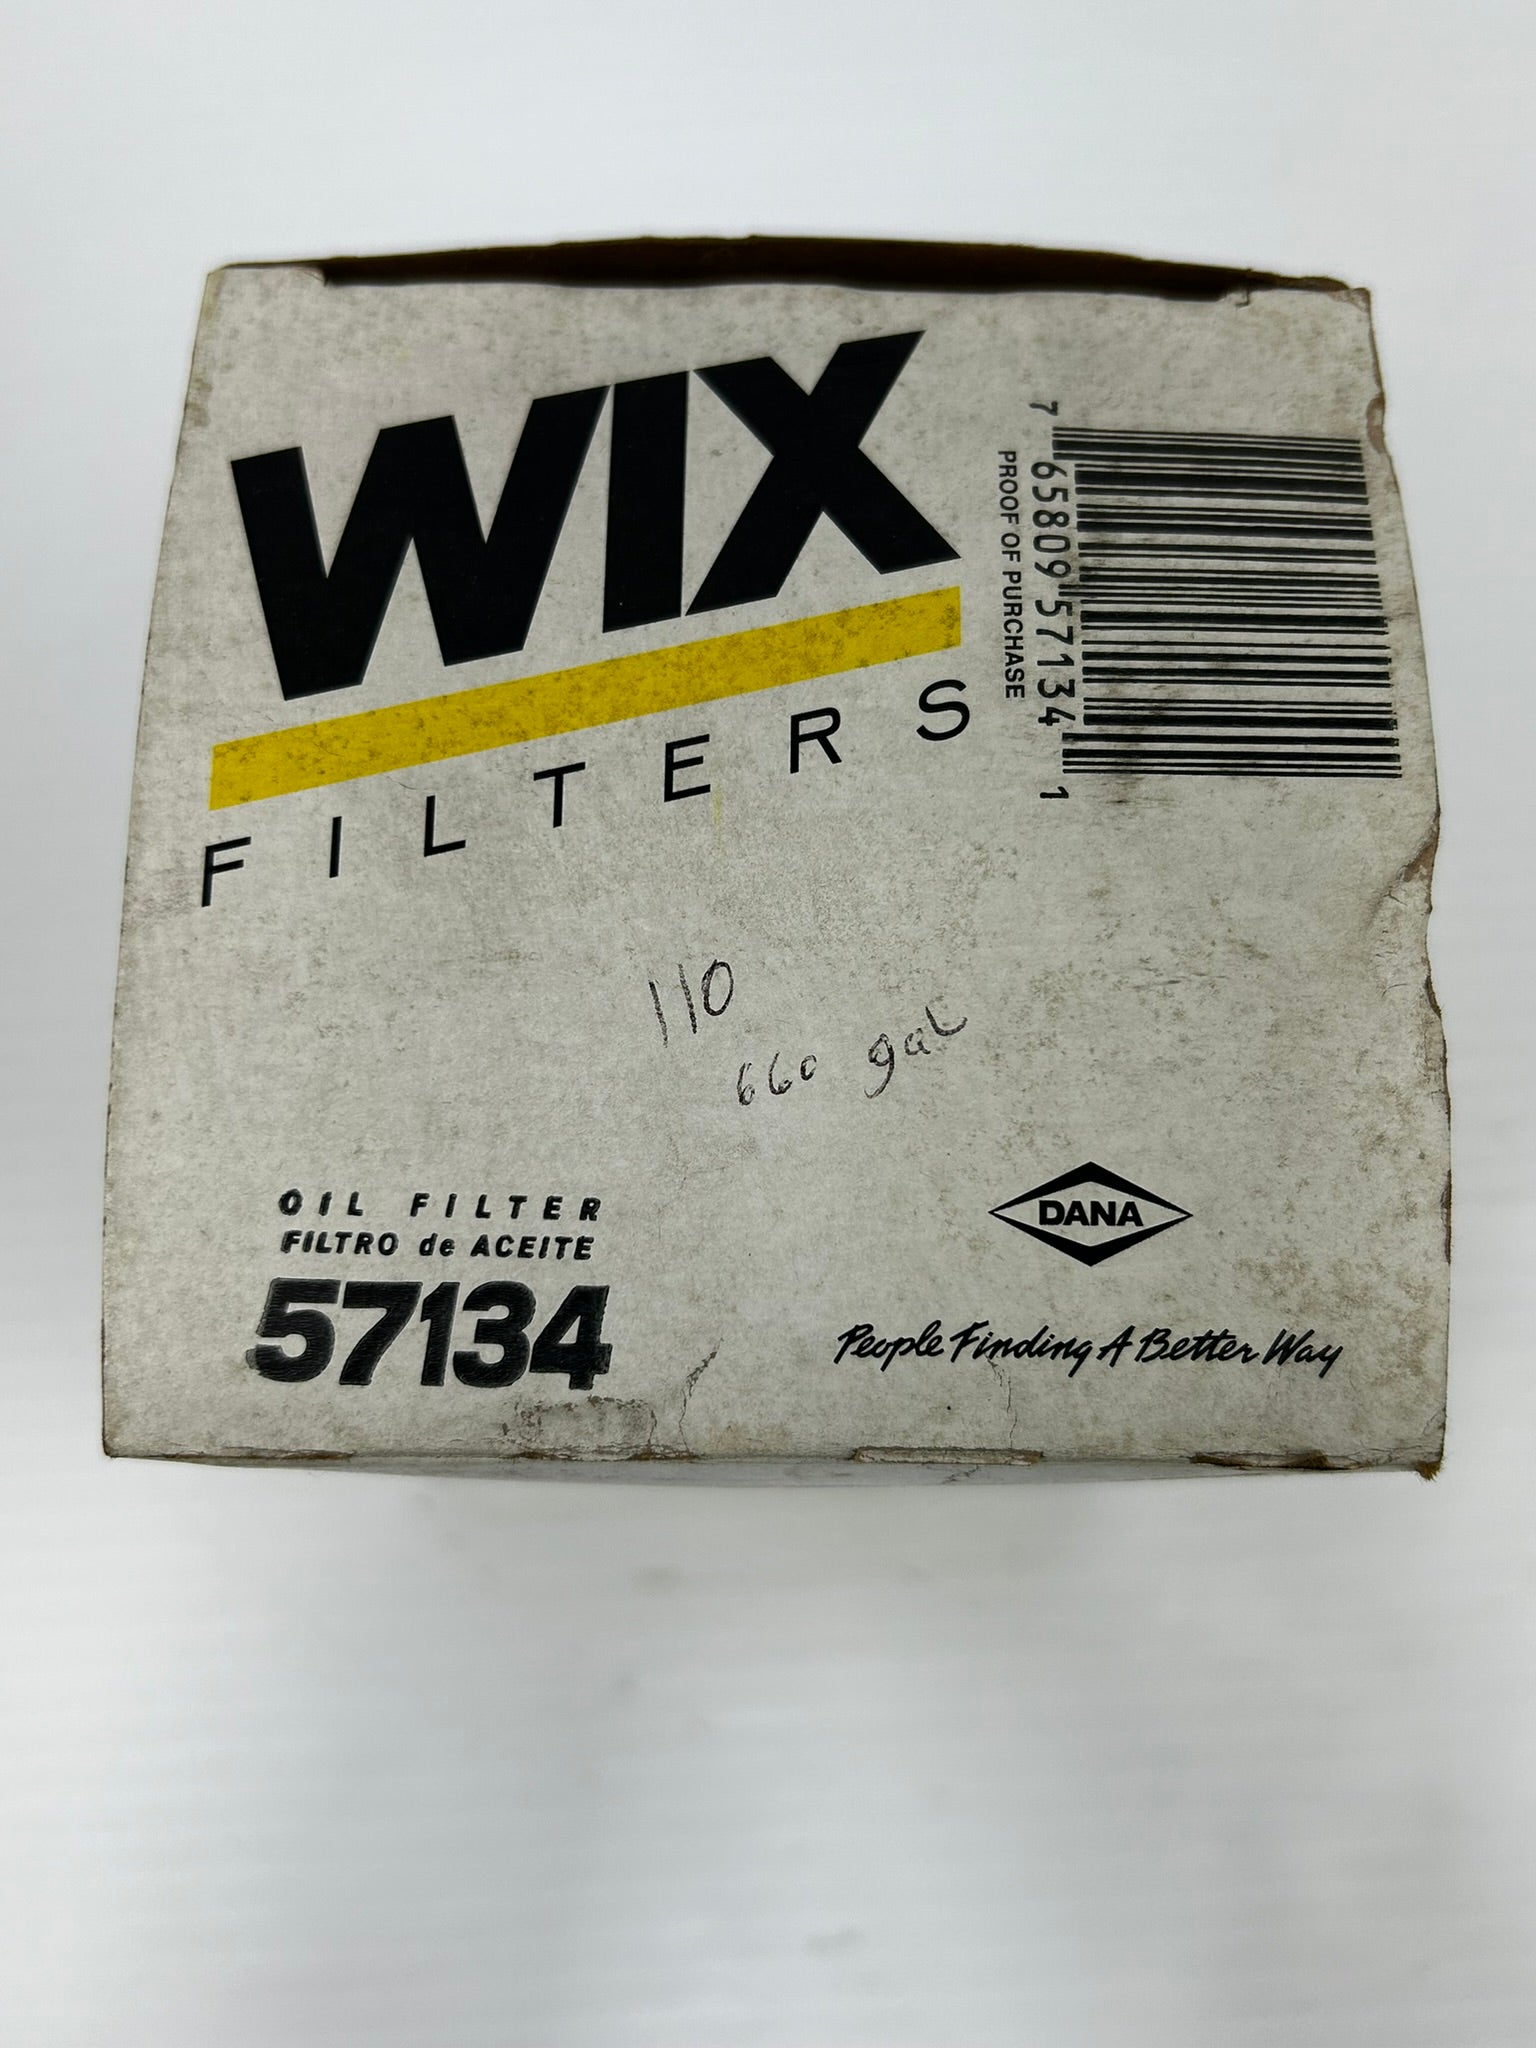 WIX
FILTERS
7 65809 57134 1
PROOF OF PURCHASE
110
660 gal
OIL FILTER
FILTRO de ACEITE
57134
DANA
People Finding A Better Way